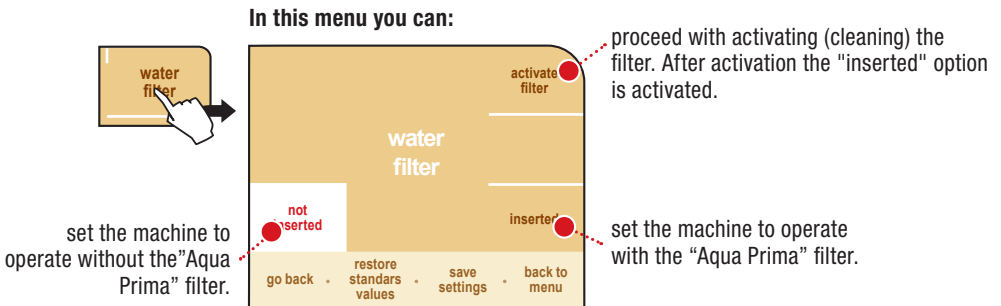 In this menu you can:
water
filter
activate
filter
proceed with activating (cleaning) the
filter. After activation the "inserted" option
is activated.
water
filter
not
inserted
inserted
set the machine to
operate without the”Aqua
Prima” filter.
set the machine to operate
with the “Aqua Prima” filter.
go back
restore
standars
values
save
settings
back to
menu